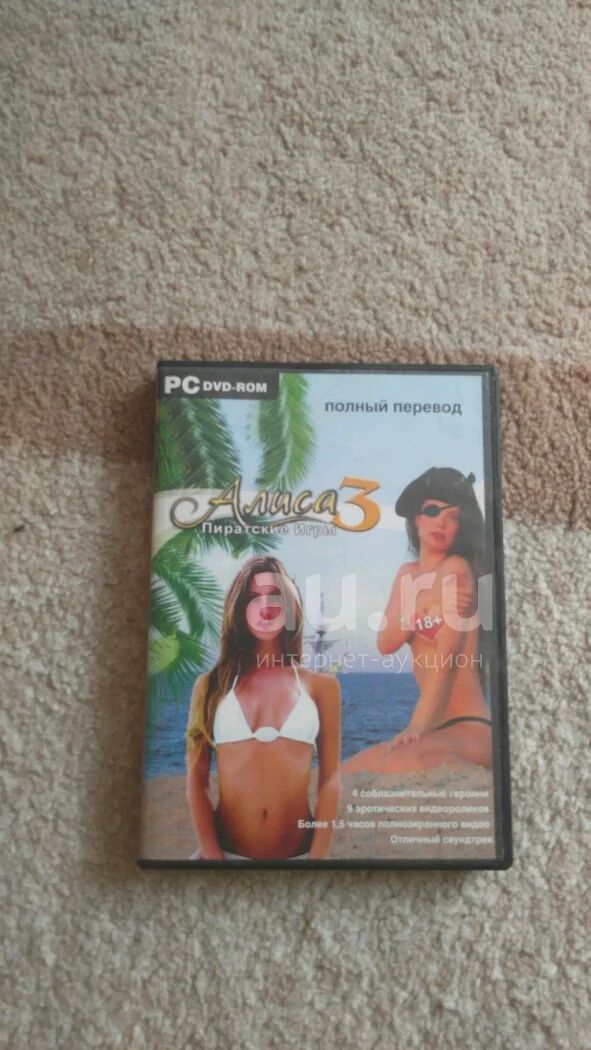 PC DVD-ROM
полный перевод
Алиса 3
Пиратские Игры
au.ru
18+
интернет-аукцион
4 соблазнительные героини
9 эротических видеороликов
Более 1,5 часов полноэкранного видео
Отличный саундтрек